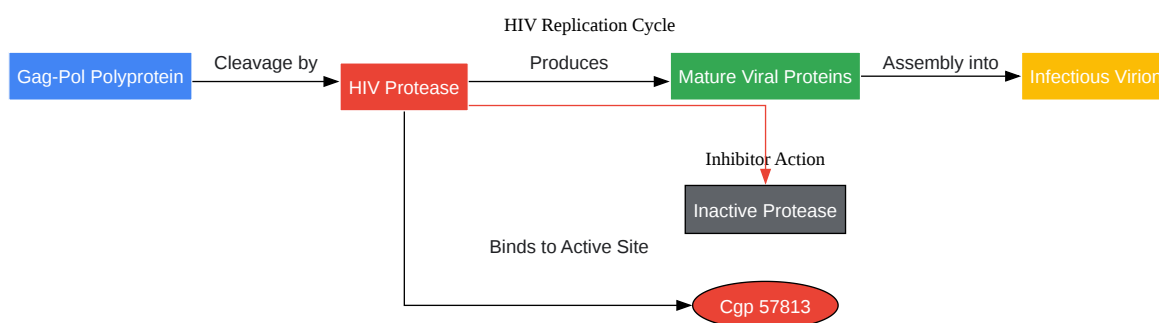 HIV Replication Cycle
Gag-Pol Polyprotein
Cleavage by
HIV Protease
Produces
Mature Viral Proteins
Assembly into
Infectious Virion
Inhibitor Action
Inactive Protease
Binds to Active Site
Cgp 57813